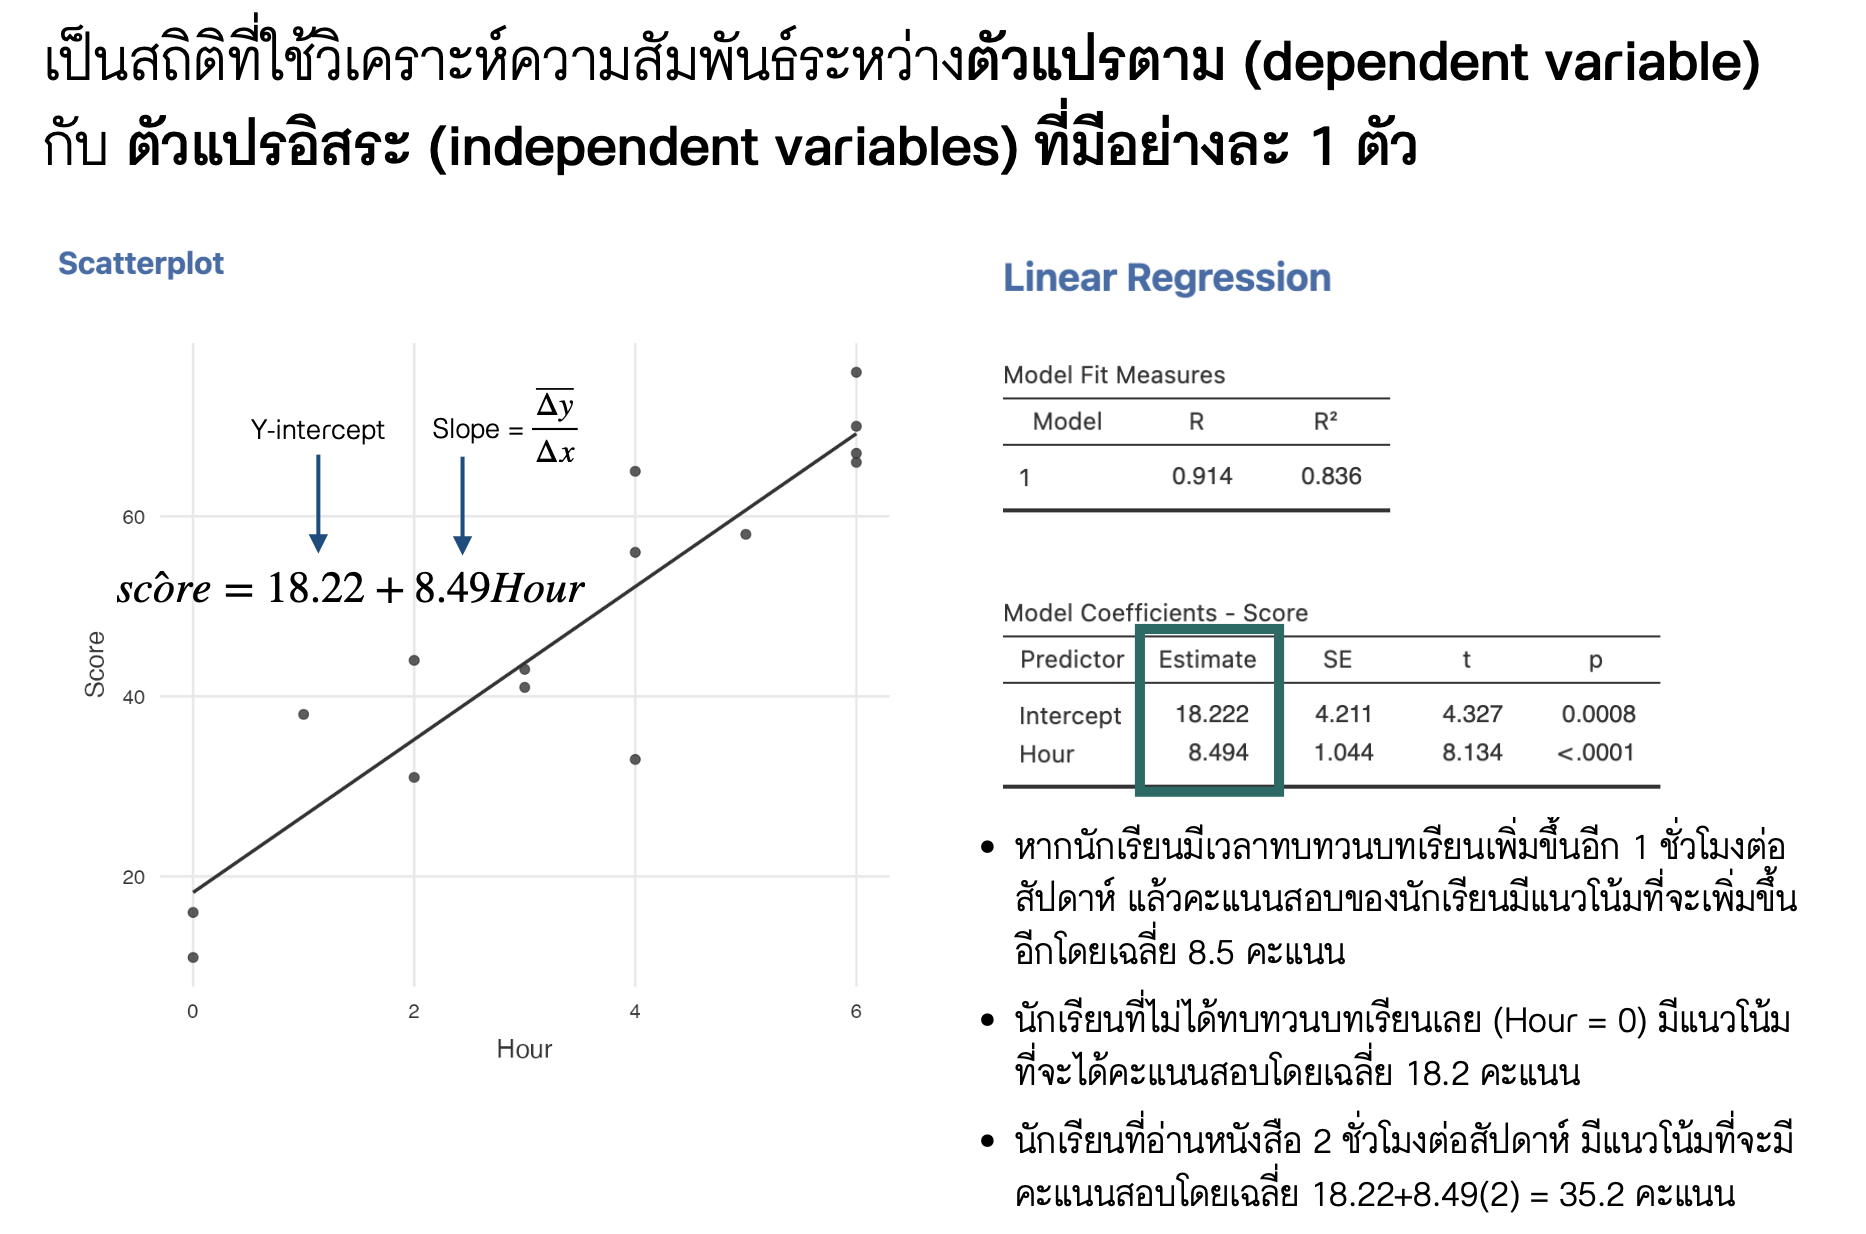 เป็นสถิติที่ใช้วิเคราะห์ความสัมพันธ์ระหว่างตัวแปรตาม (dependent variable)
กับ ตัวแปรอิสระ (independent variables) ที่มีอย่างละ 1 ตัว
Scatterplot
Y-intercept
Slope = \frac{\overline{Δy}}{Δx}
scôre = 18.22 + 8.49Hour
Score
60
40
20
0 2 4 6
Hour
Linear Regression
Model Fit Measures
Model R R²
1 0.914 0.836
Model Coefficients - Score
Predictor Estimate SE t p
Intercept 18.222 4.211 4.327 0.0008
Hour 8.494 1.044 8.134 <.0001
• หากนักเรียนมีเวลาทบทวนบทเรียนเพิ่มขึ้นอีก 1 ชั่วโมงต่อ
สัปดาห์ แล้วคะแนนสอบของนักเรียนมีแนวโน้มที่จะเพิ่มขึ้น
อีกโดยเฉลี่ย 8.5 คะแนน
• นักเรียนที่ไม่ได้ทบทวนบทเรียนเลย (Hour = 0) มีแนวโน้ม
ที่จะได้คะแนนสอบโดยเฉลี่ย 18.2 คะแนน
• นักเรียนที่อ่านหนังสือ 2 ชั่วโมงต่อสัปดาห์ มีแนวโน้มที่จะมี
คะแนนสอบโดยเฉลี่ย 18.22+8.49(2) = 35.2 คะแนน